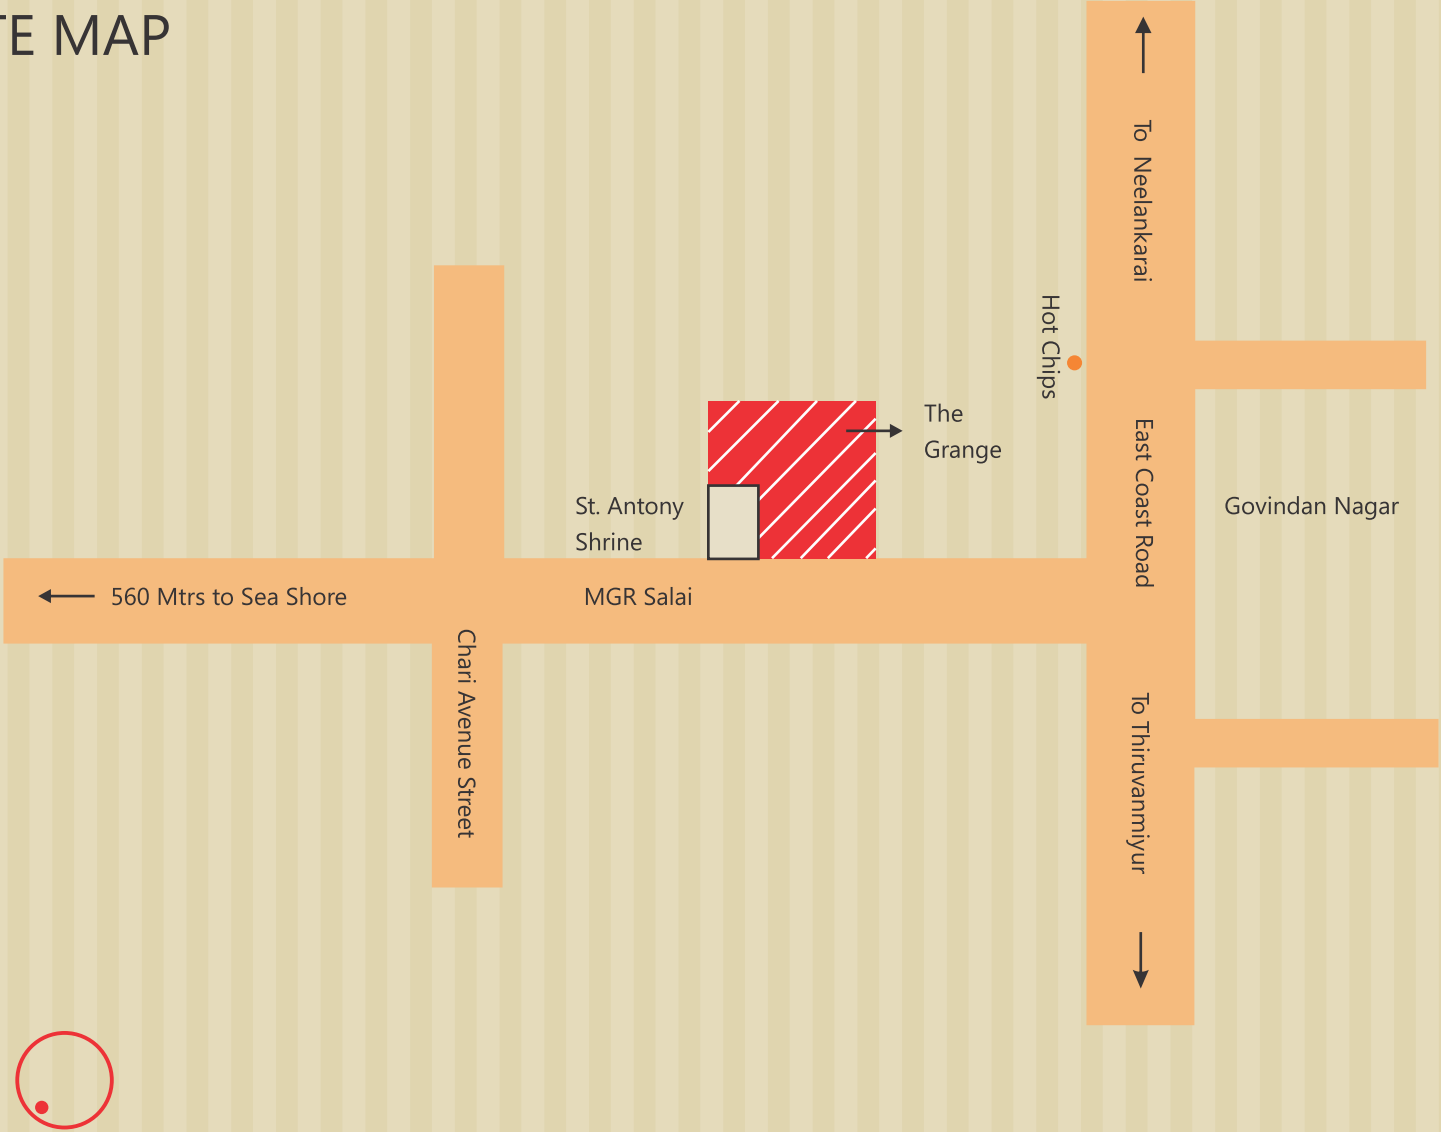 TE MAP
To Neelankarai
Hot Chips
The
Grange
East Coast Road
St. Antony
Shrine
Govindan Nagar
560 Mtrs to Sea Shore
MGR Salai
Chari Avenue Street
To Thiruvanmiyur